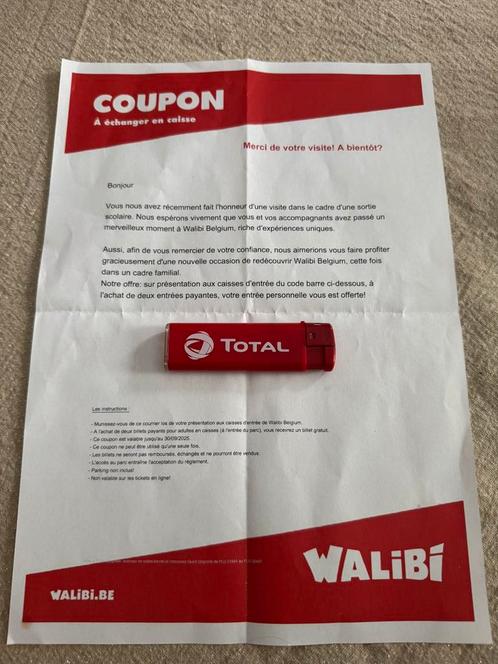 COUPON
A échanger en caisse
Merci de votre visite! A bientôt?
Bonjour
Vous nous avez récemment fait l'honneur d'une visite dans le cadre d'une sortie
scolaire. Nous espérons vivement que vous et vos accompagnants avez passé un
merveilleux moment à Walibi Belgium, riche d'expériences uniques.
Aussi, afin de vous remercier de votre confiance, nous aimerions vous faire profiter
gracieusement d'une nouvelle occasion de redécouvrir Walibi Belgium, cette fois
dans un cadre familial.
Notre offre: sur présentation aux caisses d'entrée du code barre ci-dessous, à
l'achat de deux entrées payantes, votre entrée personnelle vous est offerte!
TOTAL
Les instructions :
- Munissez-vous de ce courrier los de votre présentation aux caisses d'entrée de Walibi Belgium.
- A l'achat de deux billets payants pour adultes en caisses (à l'entrée du parc), vous recevrez un billet gratuit.
- Ce coupon est valable jusqu'au 30/09/2025.
- Ce coupon ne peut être utilisé qu'une seule fois.
- Les billets ne seront pas remboursés, échangés et ne pourront être vendus.
- L'accès au parc entraîne l'acceptation du règlement.
- Parking non inclus!
- Non valable sur les tickets en ligne!
WALiBi
WALiBi.BE